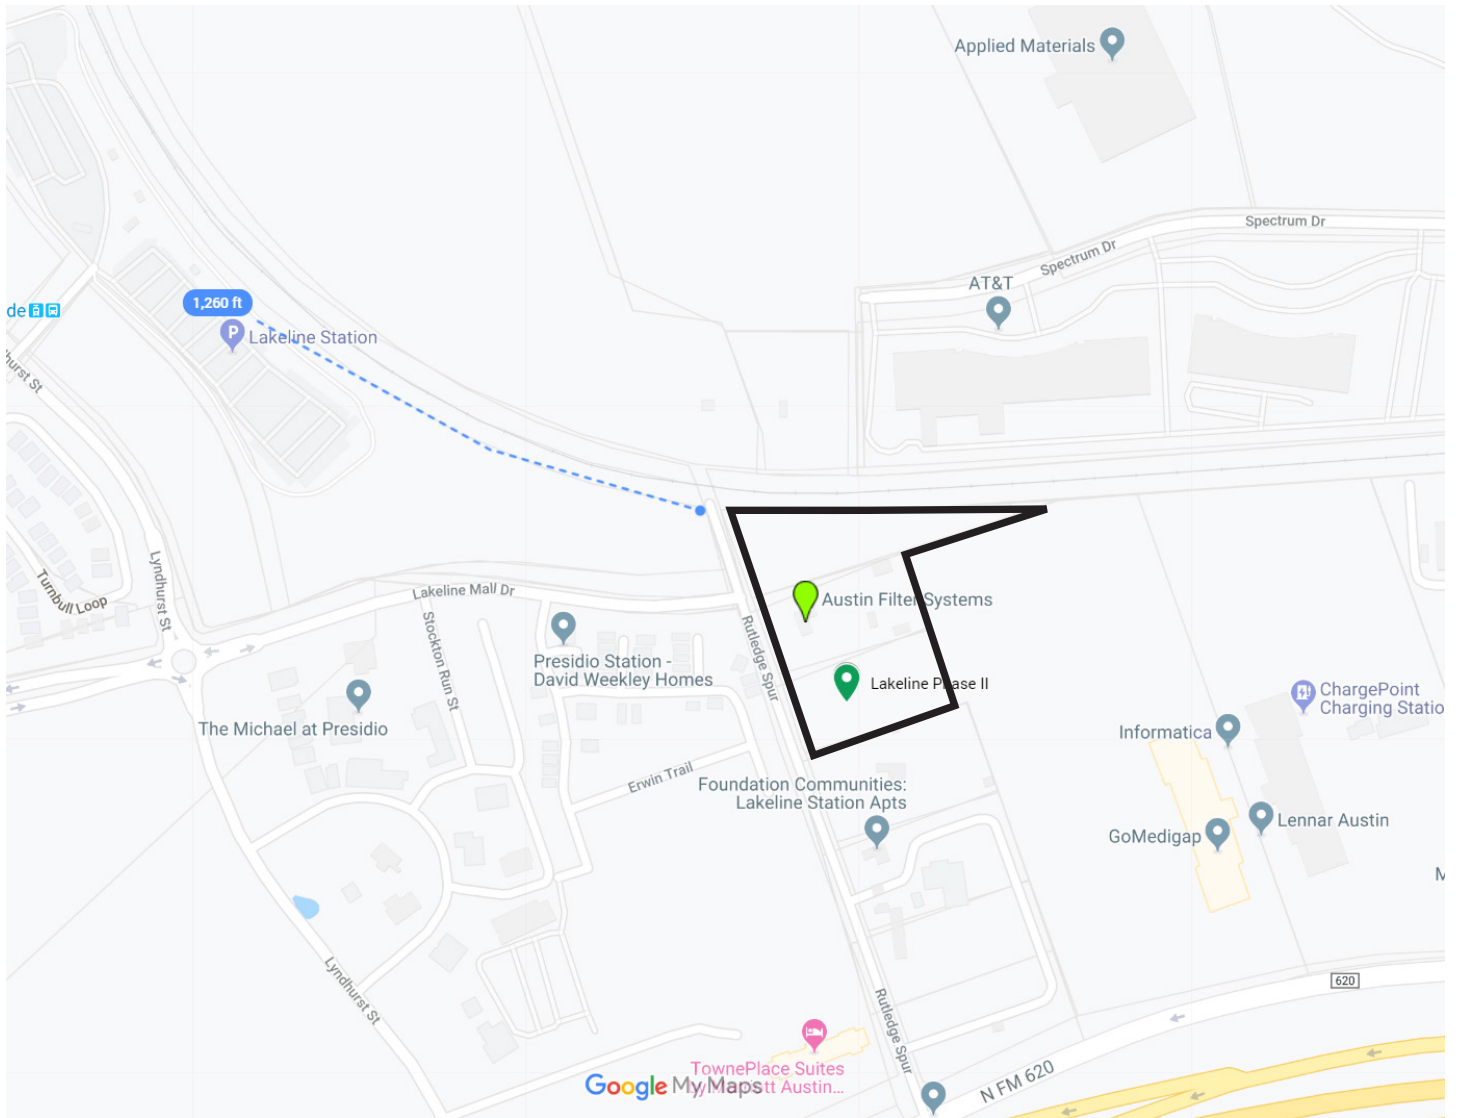 Applied Materials
Spectrum Dr
Spectrum Dr
AT&T
1,260 ft
de
Lakeline Station
hurst St
Lyndhurst St
Turnbull Loop
Lakeline Mall Dr
Stockton Run St
Rutledge Spur
Austin Filter Systems
Presidio Station -
David Weekley Homes
Lakeline Phase II
The Michael at Presidio
ChargePoint
Charging Statio
Informatica
Erwin Trail
Foundation Communities:
Lakeline Station Apts
Lennar Austin
GoMedigap
M
Lyndhurst St
Rutledge Spur
620
N FM 620
TownePlace Suites
by Marriott Austin...
Google My Maps